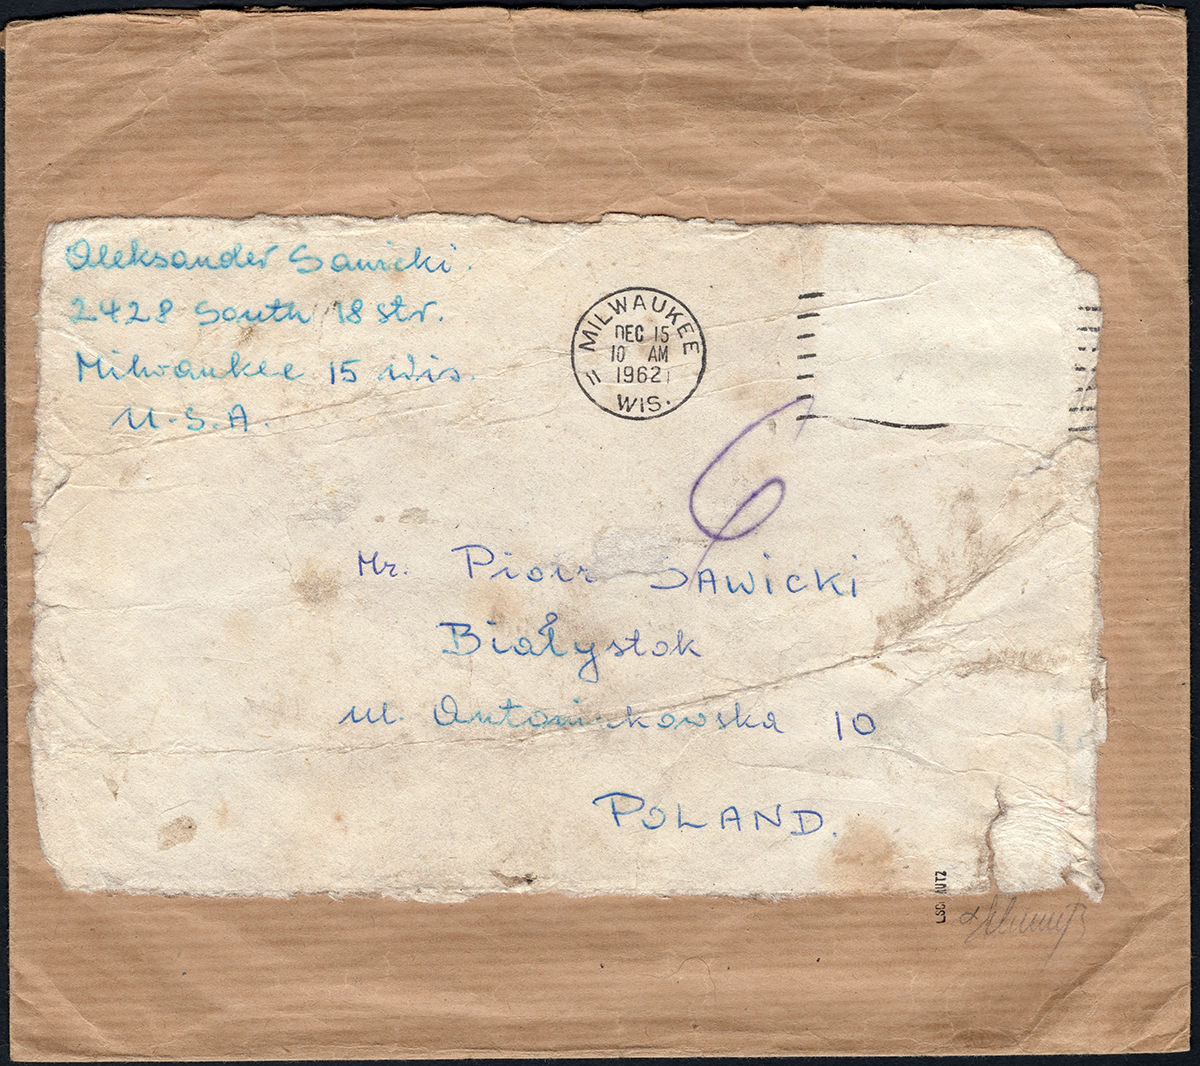 Aleksander Sawicki.
2428 South 18 str.
Milwaukee 15 Wis.
U.S.A.
MILWAUKEE
DEC 15
10 AM
1962
WIS.
6
Mr. Piotr SAWICKI
Białystok
ul. Antoniukowska 10
POLAND.